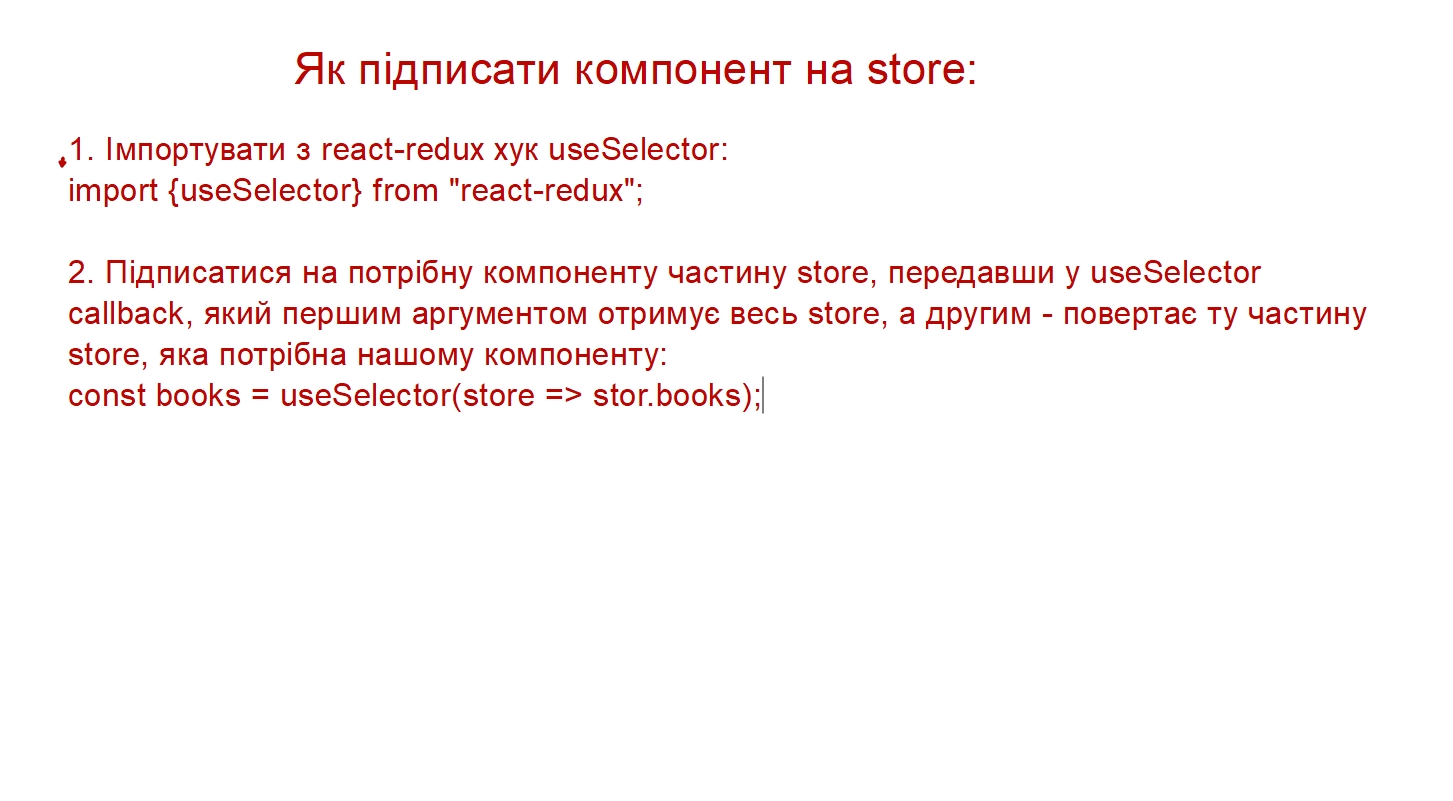 Як підписати компонент на store:
1. Імпортувати з react-redux хук useSelector:
import {useSelector} from "react-redux";
2. Підписатися на потрібну компоненту частину store, передавши у useSelector
callback, який першим аргументом отримує весь store, а другим - повертає ту частину
store, яка потрібна нашому компоненту:
const books = useSelector(store => stor.books);